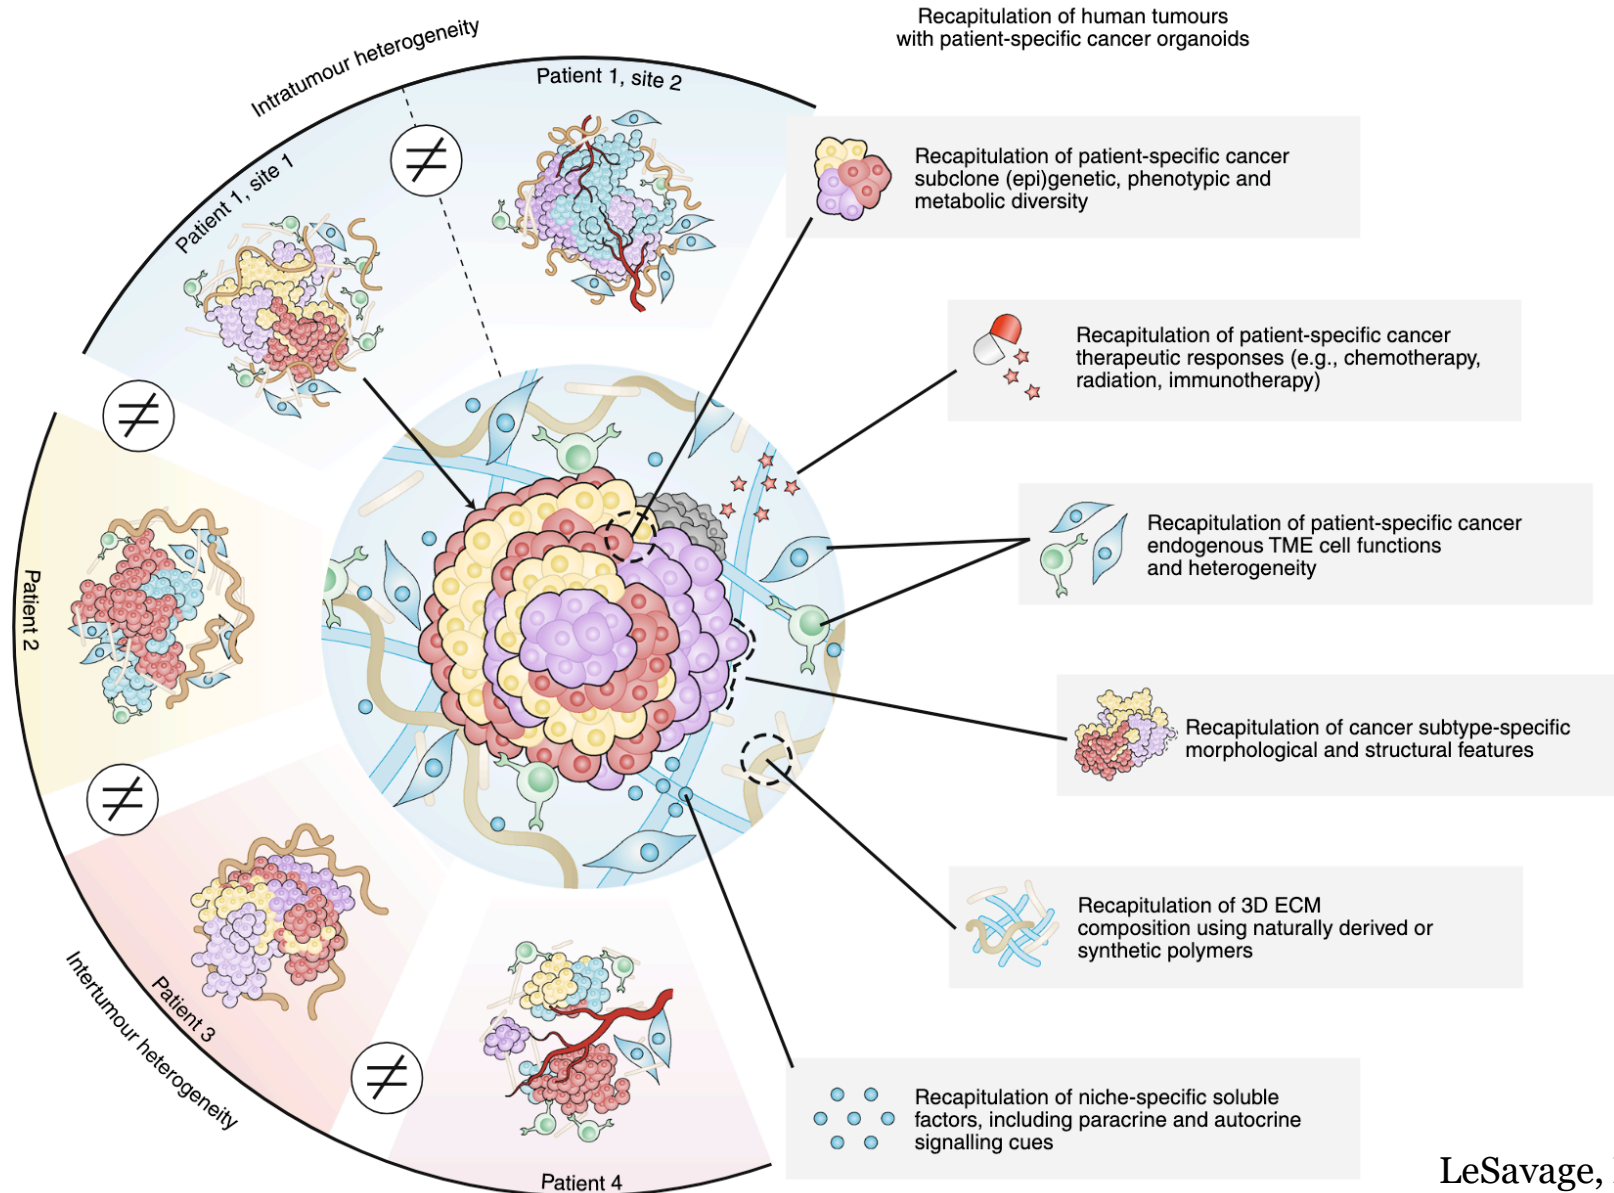 Recapitulation of human tumours
with patient-specific cancer organoids
Intratumour heterogeneity
Patient 1, site 2
Patient 1, site 1
≠
≠
Patient 2
≠
Patient 3
Intertumour heterogeneity
≠
Patient 4
Recapitulation of patient-specific cancer
subclone (epi)genetic, phenotypic and
metabolic diversity
Recapitulation of patient-specific cancer
therapeutic responses (e.g., chemotherapy,
radiation, immunotherapy)
Recapitulation of patient-specific cancer
endogenous TME cell functions
and heterogeneity
Recapitulation of cancer subtype-specific
morphological and structural features
Recapitulation of 3D ECM
composition using naturally derived or
synthetic polymers
Recapitulation of niche-specific soluble
factors, including paracrine and autocrine
signalling cues
LeSavage,